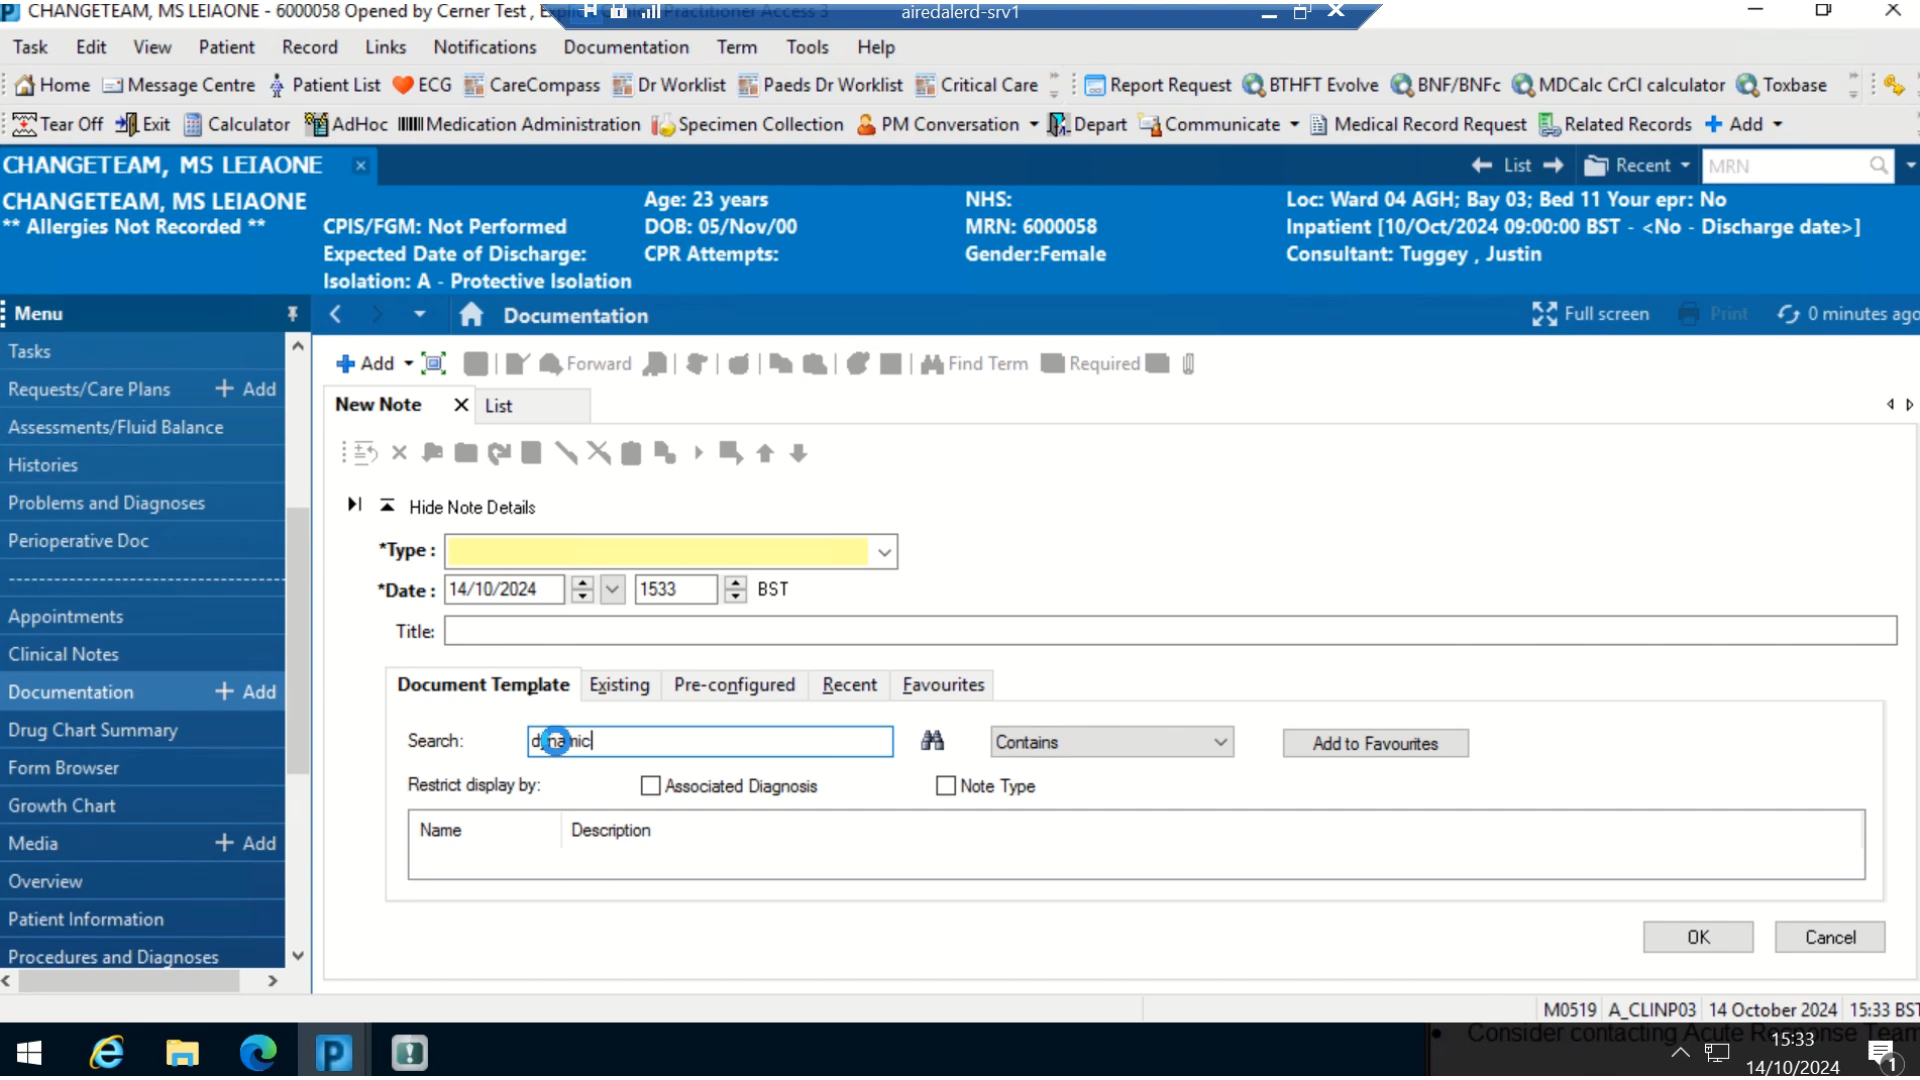 CHANGETEAM, MS LEIAONE - 6000058 Opened by Cerner Test , Practitioner Access 3
airedalerd-srv1
Task Edit View Patient Record Links Notifications Documentation Term Tools Help
Home Message Centre Patient List ECG CareCompass Dr Worklist Paeds Dr Worklist Critical Care Report Request BTHFT Evolve BNF/BNFc MDCalc CrCl calculator Toxbase
Tear Off Exit Calculator AdHoc Medication Administration Specimen Collection PM Conversation Depart Communicate Medical Record Request Related Records Add
CHANGETEAM, MS LEIAONE List Recent MRN
CHANGETEAM, MS LEIAONE Age: 23 years NHS: Loc: Ward 04 AGH; Bay 03; Bed 11 Your epr: No
** Allergies Not Recorded ** CPIS/FGM: Not Performed DOB: 05/Nov/00 MRN: 6000058 Inpatient [10/Oct/2024 09:00:00 BST - <No - Discharge date>]
Expected Date of Discharge: CPR Attempts: Gender:Female Consultant: Tuggey , Justin
Isolation: A - Protective Isolation
Menu Documentation Full screen Print 0 minutes ago
Tasks
Requests/Care Plans + Add
Assessments/Fluid Balance
Histories
Problems and Diagnoses
Perioperative Doc
Appointments
Clinical Notes
Documentation + Add
Drug Chart Summary
Form Browser
Growth Chart
Media + Add
Overview
Patient Information
Procedures and Diagnoses
Add Forward Find Term Required
New Note List
Hide Note Details
*Type :
*Date : 14/10/2024 1533 BST
Title:
Document Template Existing Pre-configured Recent Favourites
Search: dynamic Contains Add to Favourites
Restrict display by: Associated Diagnosis Note Type
Name Description
OK Cancel
M0519 A_CLINP03 14 October 2024 15:33 BST
Consider contacting Acute Response Team
15:33
14/10/2024
1